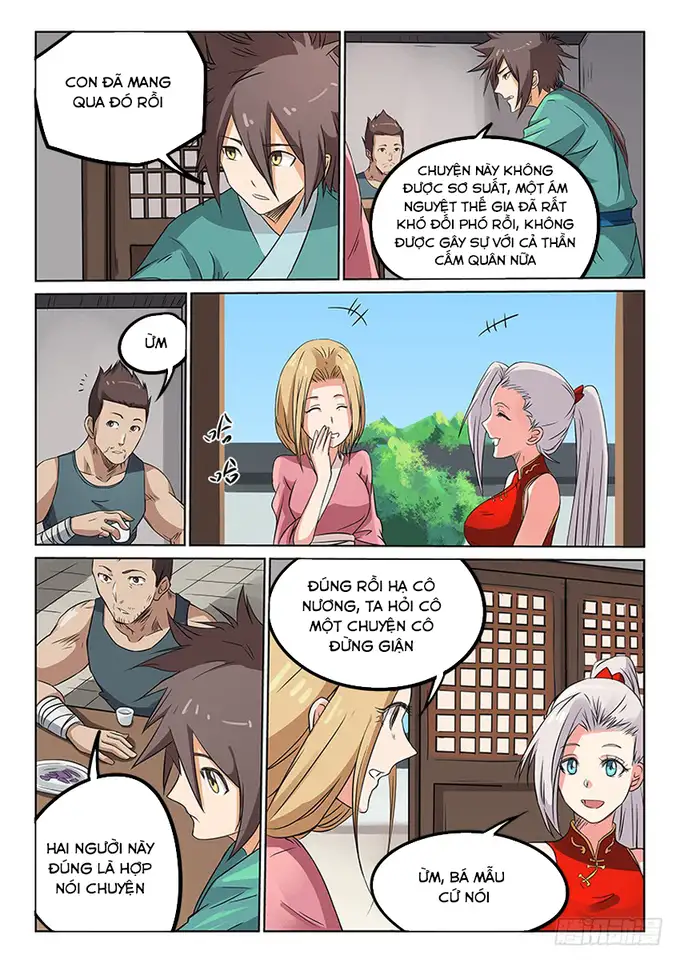 CON ĐÃ MANG
QUA ĐÓ RỒI
CHUYỆN NÀY KHÔNG
ĐƯỢC SƠ SUẤT, MỘT ÁM
NGUYỆT THẾ GIA ĐÃ RẤT
KHÓ ĐỐI PHÓ RỒI, KHÔNG
ĐƯỢC GÂY SỰ VỚI CẢ THẦN
CẤM QUÂN NỮA
ỪM
HAI NGƯỜI NÀY
ĐÚNG LÀ HỢP
NÓI CHUYỆN
ĐÚNG RỒI HẠ CÔ
NƯƠNG, TA HỎI CÔ
MỘT CHUYỆN CÔ
ĐỪNG GIẬN
ỪM, BÁ MẪU
CỨ NÓI